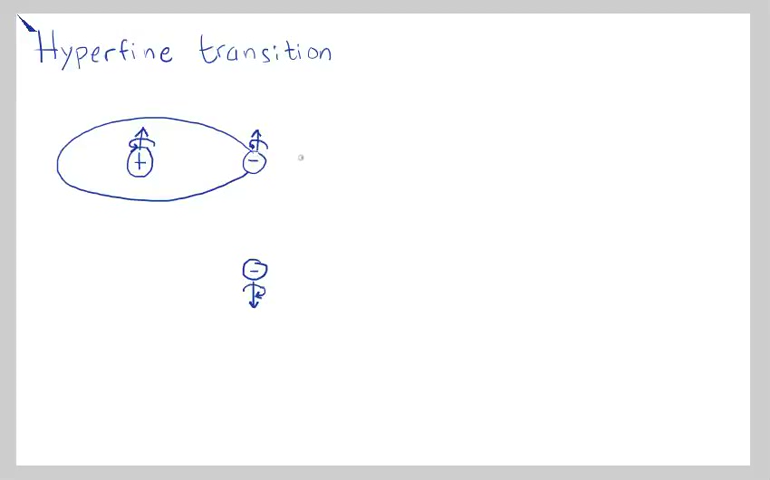 Hyperfine transition
+ -
-